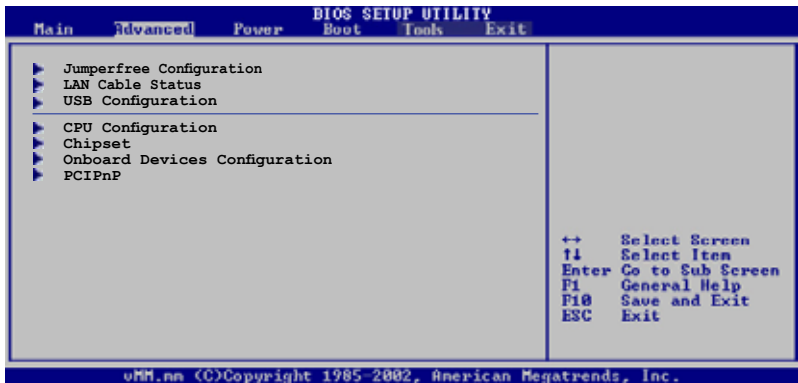 BIOS SETUP UTILITY
Main Advanced Power Boot Tools Exit
Jumperfree Configuration
LAN Cable Status
USB Configuration
CPU Configuration
Chipset
Onboard Devices Configuration
PCIPnP
←→ Select Screen
↑↓ Select Item
Enter Go to Sub Screen
F1 General Help
F10 Save and Exit
ESC Exit
vMM.mm (C)Copyright 1985-2002, American Megatrends, Inc.